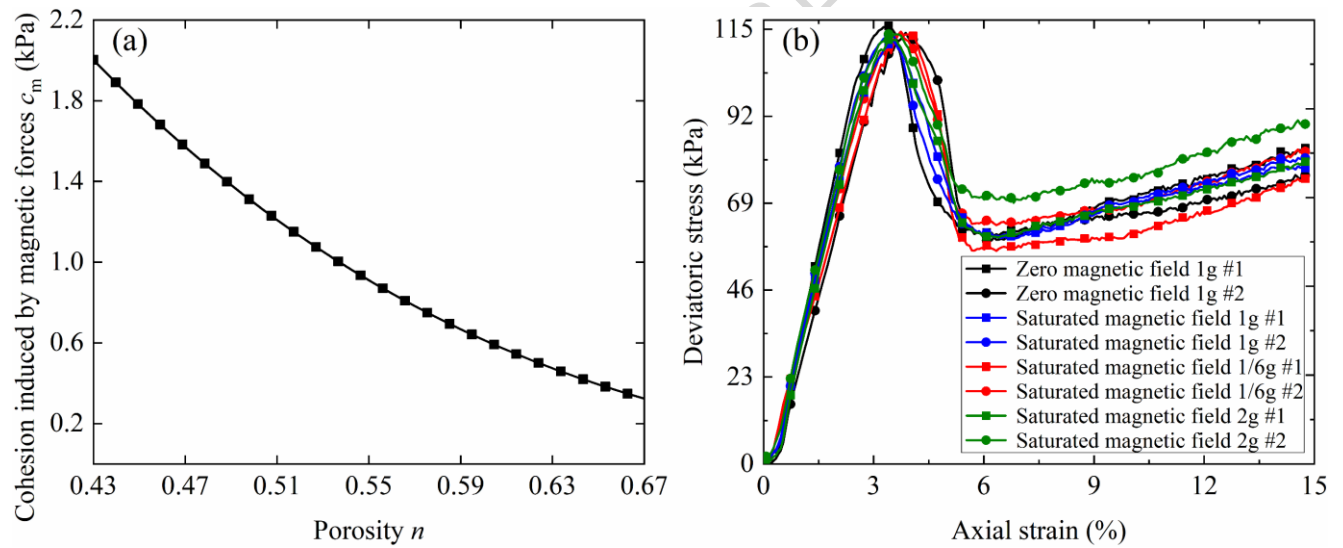 (a)
Cohesion induced by magnetic forces cm (kPa)
2.2
1.8
1.4
1.0
0.6
0.2
0.43
0.47
0.51
0.55
0.59
0.63
0.67
Porosity n
(b)
Deviatoric stress (kPa)
115
92
69
46
23
0
0
3
6
9
12
15
Axial strain (%)
Zero magnetic field 1g #1
Zero magnetic field 1g #2
Saturated magnetic field 1g #1
Saturated magnetic field 1g #2
Saturated magnetic field 1/6g #1
Saturated magnetic field 1/6g #2
Saturated magnetic field 2g #1
Saturated magnetic field 2g #2